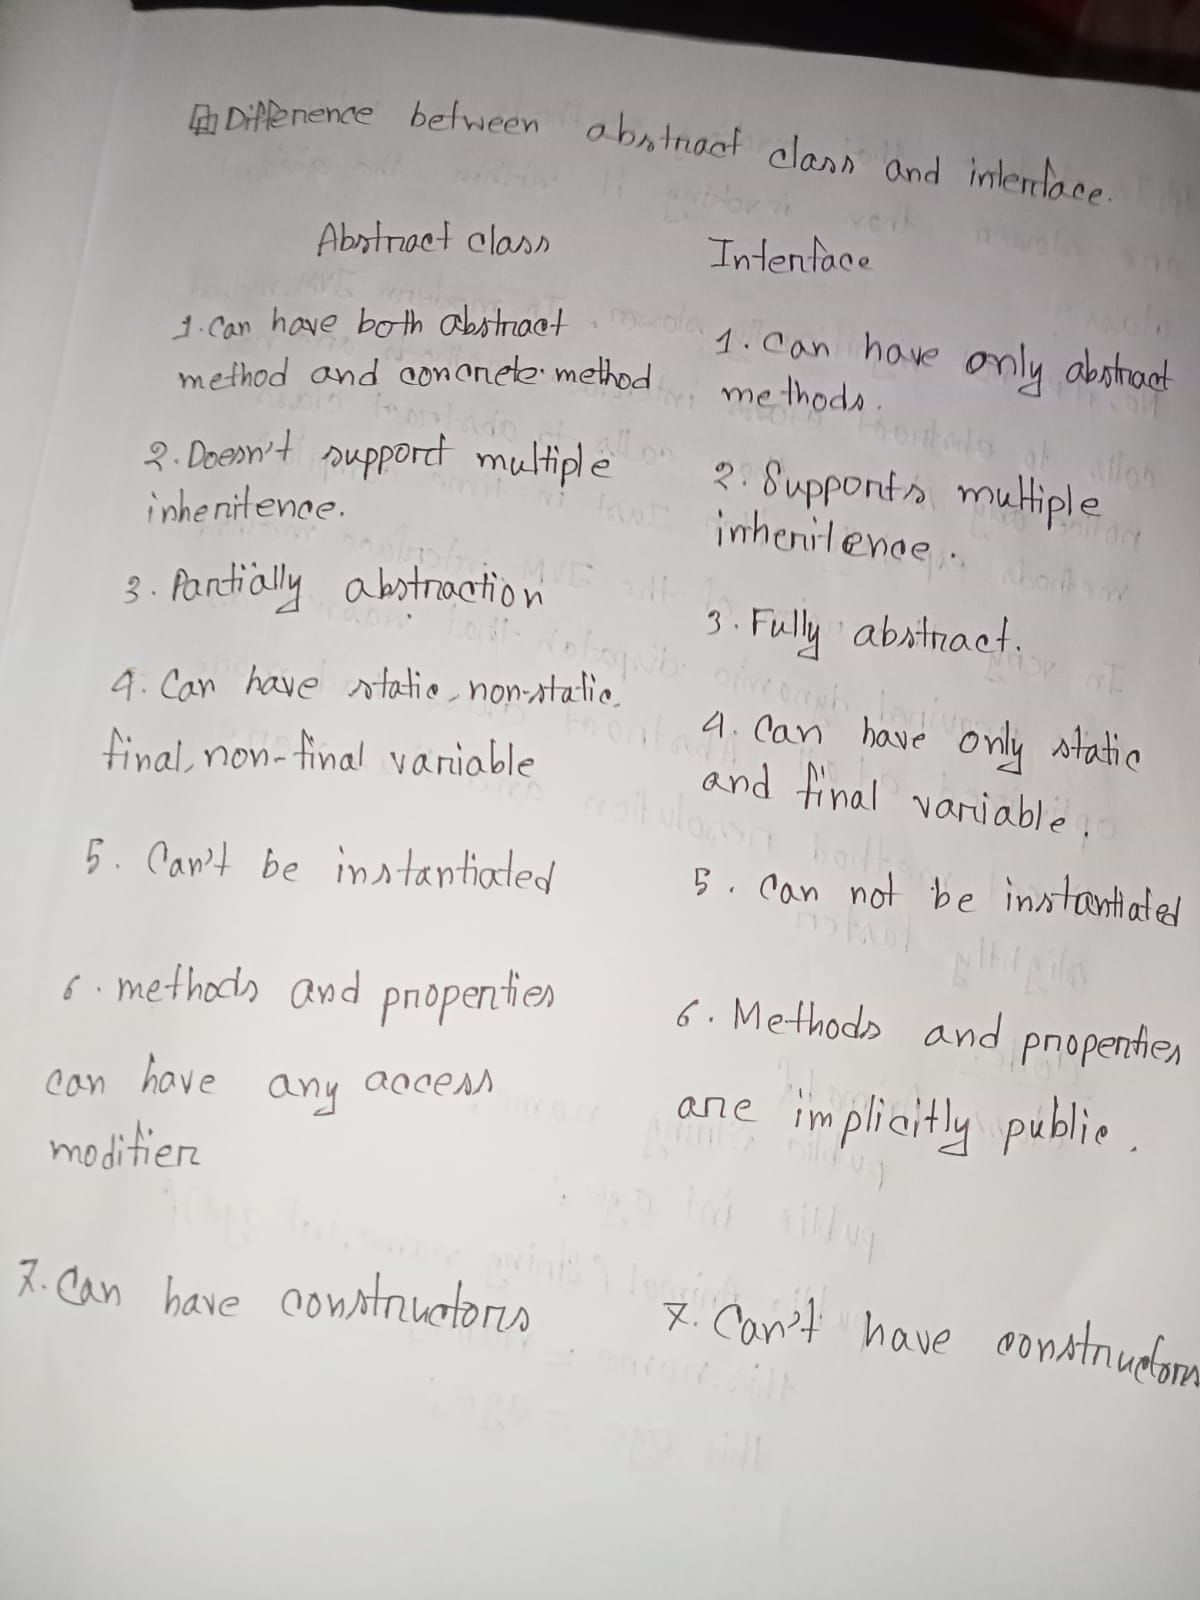 Difference between abstract class and interface.
Abstract class
Interface
1. Can have both abstract
method and concrete method
1. Can have only abstract
methods.
2. Doesn't support multiple
inheritence.
2. Supports multiple
inheritence.
3. Partially abstraction
3. Fully abstract.
4. Can have static, non-static,
final, non-final variable
4. Can have only static
and final variable.
5. Can't be instantiated
5. Can not be instantiated
6. methods and properties
can have any access
modifier
6. Methods and properties
are implicitly public.
7. Can have constructors
7. Can't have constructors